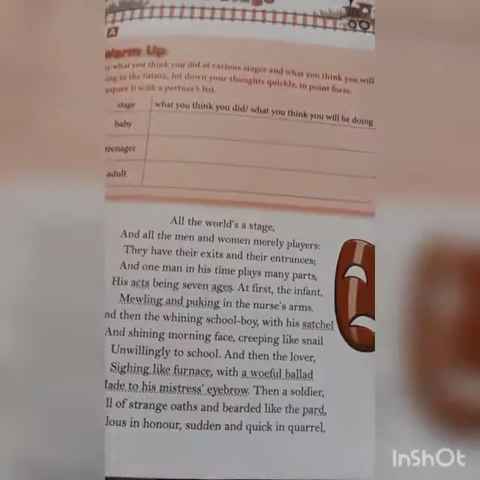 A
Warm Up
what you think you did at various stages and what you think you will
ing in the future. Jot down your thoughts quickly, in point form.
mpare it with a partner's list.
stage what you think you did/ what you think you will be doing
baby
teenager
adult
All the world's a stage,
And all the men and women merely players:
They have their exits and their entrances;
And one man in his time plays many parts,
His acts being seven ages. At first, the infant,
Mewling and puking in the nurse's arms.
nd then the whining school-boy, with his satchel
And shining morning face, creeping like snail
Unwillingly to school. And then the lover,
Sighing like furnace, with a woeful ballad
Made to his mistress' eyebrow. Then a soldier,
ll of strange oaths and bearded like the pard,
lous in honour, sudden and quick in quarrel,
InShOt